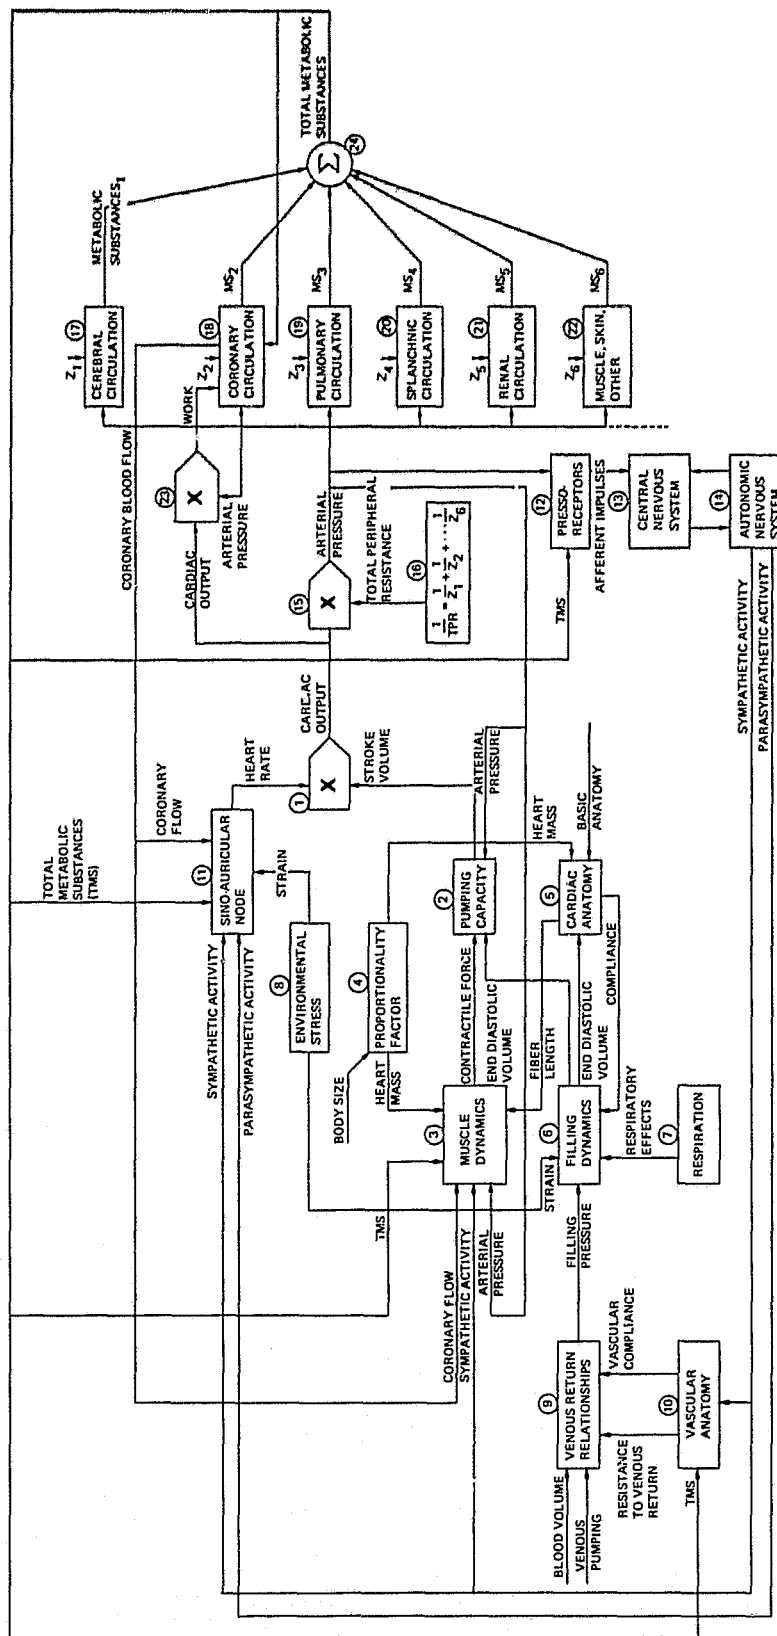 TOTAL METABOLIC
SUBSTANCES
(TMS)
CORONARY
FLOW
SYMPATHETIC ACTIVITY
PARASYMPATHETIC ACTIVITY
11
SINO-AURICULAR
NODE
HEART
RATE
STRAIN
8
ENVIRONMENTAL
STRESS
BODY SIZE
4
PROPORTIONALITY
FACTOR
HEART
MASS
1
X
CARDIAC
OUTPUT
STROKE
VOLUME
TMS
CORONARY FLOW
SYMPATHETIC ACTIVITY
ARTERIAL
PRESSURE
3
MUSCLE
DYNAMICS
CONTRACTILE FORCE
END DIASTOLIC
VOLUME
2
PUMPING
CAPACITY
ARTERIAL
PRESSURE
HEART
MASS
FIBER
LENGTH
STRAIN
5
CARDIAC
ANATOMY
BASIC
ANATOMY
6
FILLING
DYNAMICS
END DIASTOLIC
VOLUME
COMPLIANCE
FILLING
PRESSURE
RESPIRATORY
EFFECTS
7
RESPIRATION
BLOOD VOLUME
VENOUS
PUMPING
9
VENOUS RETURN
RELATIONSHIPS
RESISTANCE
TO VENOUS
RETURN
VASCULAR
COMPLIANCE
10
VASCULAR
ANATOMY
TMS
CORONARY BLOOD FLOW
CARDIAC
OUTPUT
ARTERIAL
PRESSURE
23
X
WORK
15
X
ARTERIAL
PRESSURE
TOTAL PERIPHERAL
RESISTANCE
16
1/TPR = 1/Z1 + 1/Z2 + ... 1/Z6
TMS
12
PRESSO-
RECEPTORS
AFFERENT IMPULSES
13
CENTRAL
NERVOUS
SYSTEM
14
AUTONOMIC
NERVOUS
SYSTEM
SYMPATHETIC ACTIVITY
PARASYMPATHETIC ACTIVITY
Z1
17
CEREBRAL
CIRCULATION
METABOLIC
SUBSTANCES1
Z2
18
CORONARY
CIRCULATION
MS2
Z3
19
PULMONARY
CIRCULATION
MS3
Z4
20
SPLANCHNIC
CIRCULATION
MS4
Z5
21
RENAL
CIRCULATION
MS5
Z6
22
MUSCLE, SKIN,
OTHER
MS6
Σ
24
TOTAL METABOLIC
SUBSTANCES